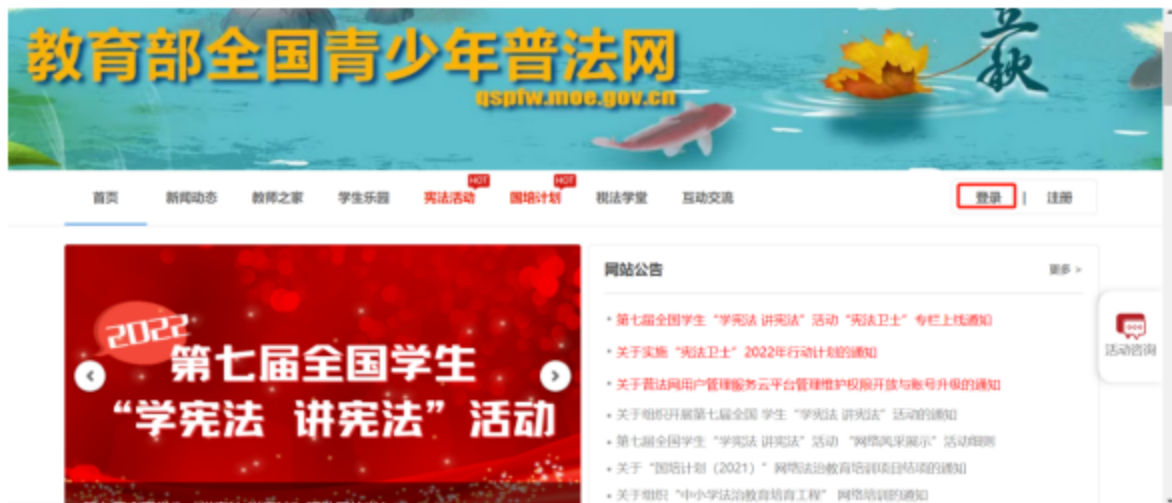 教育部全国青少年普法网
qspfw.moe.gov.cn
立秋
首页 新闻动态 教师之家 学生乐园 宪法活动 HOT 国培计划 HOT 税法学堂 互动交流 登录 | 注册
2022
第七届全国学生
“学宪法 讲宪法”活动
网站公告 更多 >
• 第七届全国学生“学宪法 讲宪法”活动“宪法卫士”专栏上线通知
• 关于实施“宪法卫士”2022年行动计划的通知
• 关于普法网用户管理服务云平台管理维护权限开放与账号升级的通知
• 关于组织开展第七届全国 学生“学宪法 讲宪法”活动的通知
• 第七届全国学生“学宪法 讲宪法”活动 “网络风采展示”活动细则
• 关于“国培计划（2021）”网络法治教育培训项目结项的通知
• 关于组织“中小学法治教育培育工程” 网络培训的通知
活动咨询